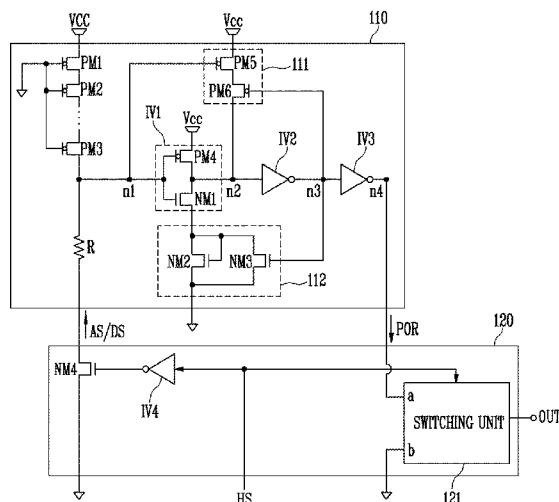 110
VCC
Vcc
PM1
PM5
111
PM2
PM6
IV1
Vcc
PM3
PM4
IV2
IV3
n1
n2
n3
n4
NM1
R
NM2
NM3
112
AS/DS
POR
120
NM4
IV4
a
SWITCHING UNIT
OUT
b
HS
121